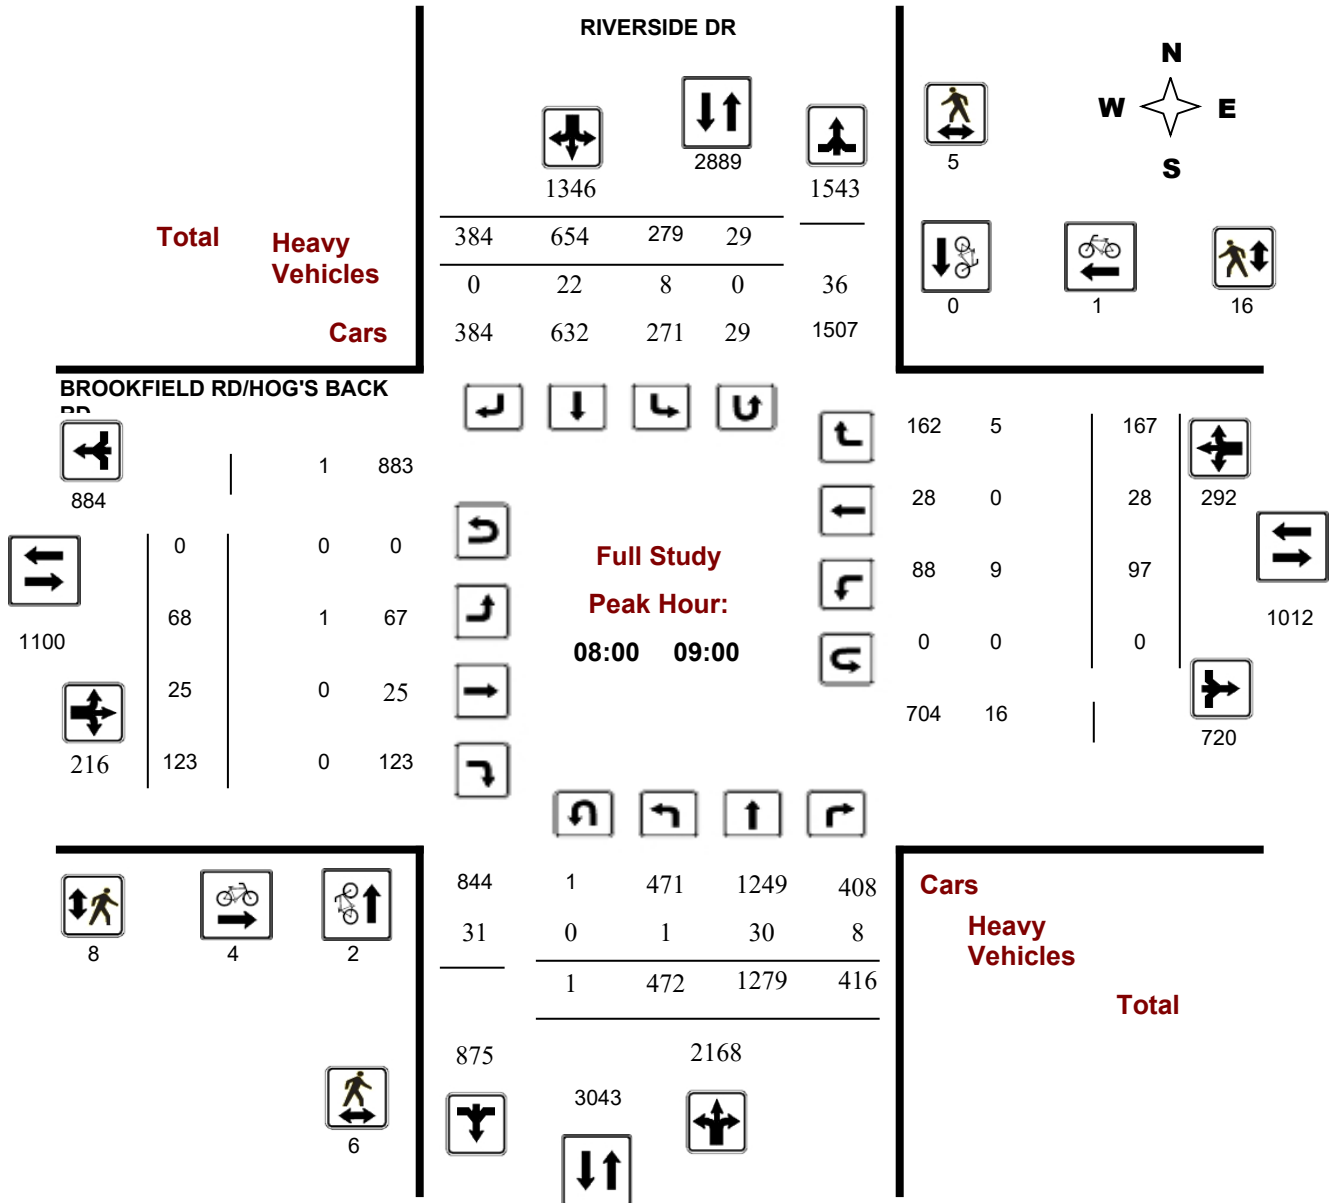 RIVERSIDE DR
N
W E
S
2889
5
1346 1543
Total Heavy Vehicles
384 654 279 29
0 22 8 0 36
0 1 16
Cars 384 632 271 29 1507
BROOKFIELD RD/HOG'S BACK
RD
162 5 167
1 883
884
28 0 28 292
0 0 0
Full Study
88 9 97
Peak Hour:
68 1 67
1100
1012
08:00 09:00
0 0 0
25 0 25
704 16
720
216 123 0 123
844 1 471 1249 408
Cars
31 0 1 30 8
Heavy
Vehicles
8 4 2
1 472 1279 416
Total
875 2168
3043
6